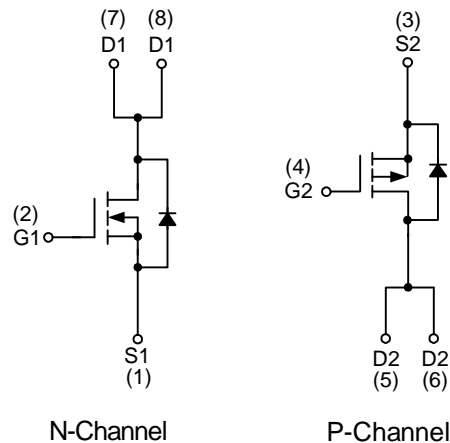 (7) (8)
D1 D1
(2)
G1
S1
(1)
N-Channel
(3)
S2
(4)
G2
D2 D2
(5) (6)
P-Channel